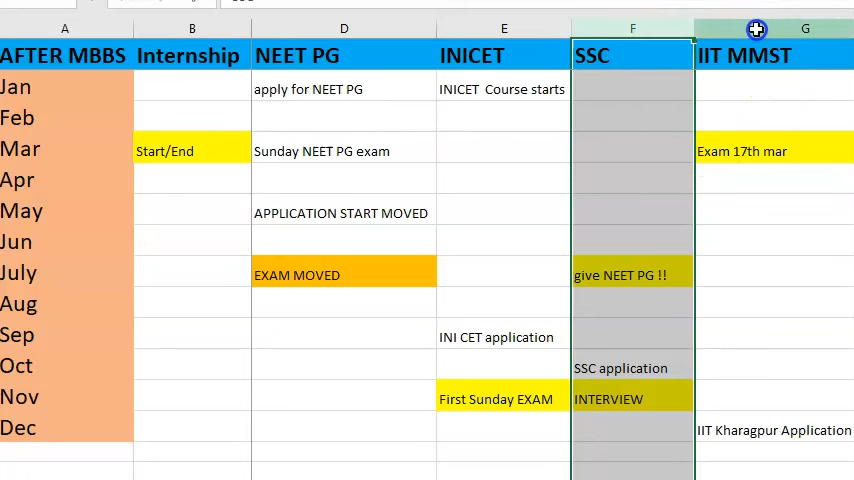 A B D E F G
AFTER MBBS Internship NEET PG INICET SSC IIT MMST
Jan apply for NEET PG INICET Course starts
Feb
Mar Start/End Sunday NEET PG exam Exam 17th mar
Apr
May APPLICATION START MOVED
Jun
July EXAM MOVED give NEET PG !!
Aug
Sep INI CET application
Oct SSC application
Nov First Sunday EXAM INTERVIEW
Dec IIT Kharagpur Application